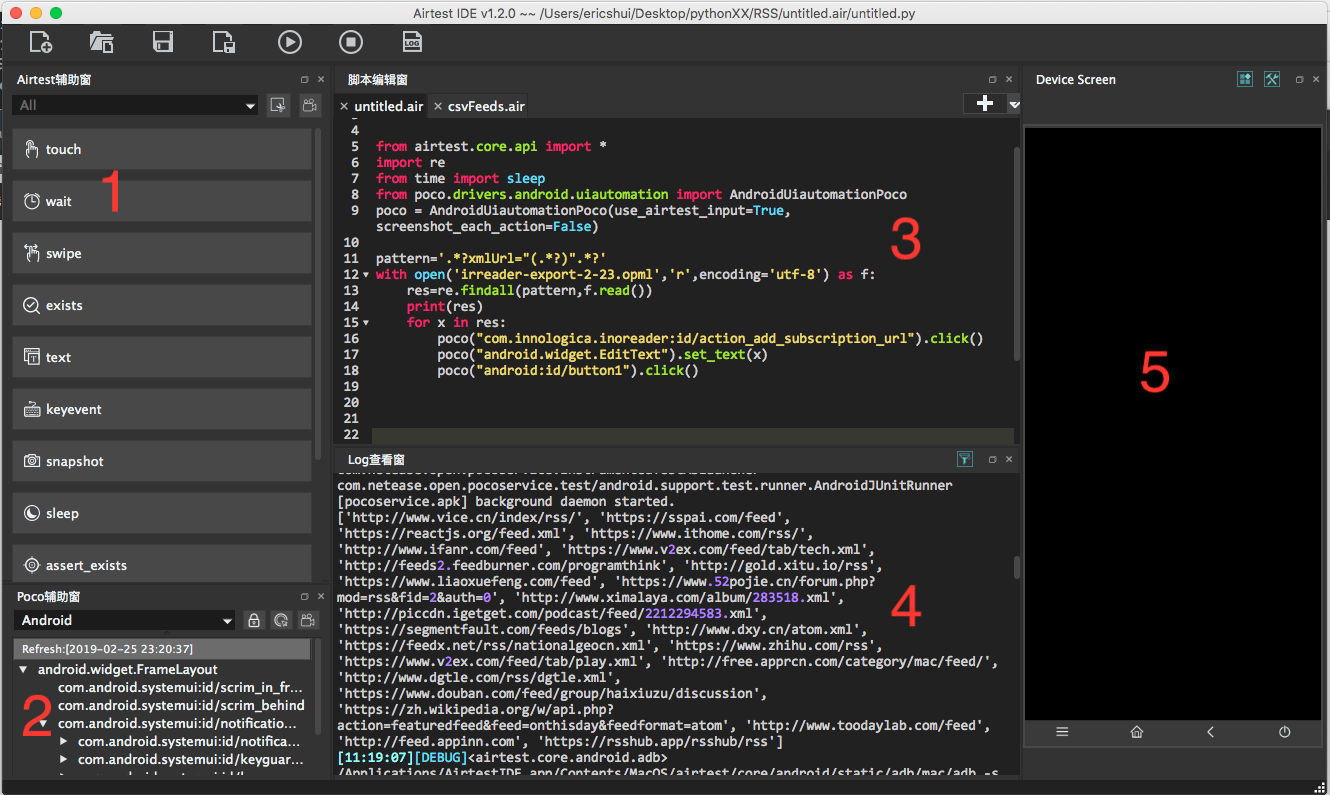 Airtest IDE v1.2.0 ~~ /Users/ericshui/Desktop/pythonXX/RSS/untitled.air/untitled.py
LOG
Airtest辅助窗
All
touch
1
wait
swipe
exists
text
keyevent
snapshot
sleep
assert_exists
Poco辅助窗
Android
Refresh:[2019-02-25 23:20:37]
android.widget.FrameLayout
com.android.systemui:id/scrim_in_fr...
com.android.systemui:id/scrim_behind
2
com.android.systemui:id/notificatio...
com.android.systemui:id/notifica...
com.android.systemui:id/keyguar...
脚本编辑窗
untitled.air
csvFeeds.air
4
5 from airtest.core.api import *
6 import re
7 from time import sleep
8 from poco.drivers.android.uiautomation import AndroidUiautomationPoco
9 poco = AndroidUiautomationPoco(use_airtest_input=True,
screenshot_each_action=False)
3
10
11 pattern='.*?xmlUrl="(.*?)".*?'
12 with open('irreader-export-2-23.opml','r',encoding='utf-8') as f:
13 res=re.findall(pattern,f.read())
14 print(res)
15 for x in res:
16 poco("com.innologica.inoreader:id/action_add_subscription_url").click()
17 poco("android.widget.EditText").set_text(x)
18 poco("android:id/button1").click()
19
20
21
22
Log查看窗
com.netease.open.pocoservice.test/android.support.test.runner.AndroidJUnitRunner
[pocoservice.apk] background daemon started.
['http://www.vice.cn/index/rss/', 'https://sspai.com/feed',
'https://reactjs.org/feed.xml', 'https://www.ithome.com/rss/',
'http://www.ifanr.com/feed', 'https://www.v2ex.com/feed/tab/tech.xml',
'http://feeds2.feedburner.com/programthink', 'http://gold.xitu.io/rss',
'https://www.liaoxuefeng.com/feed', 'https://www.52pojie.cn/forum.php?
mod=rss&fid=2&auth=0', 'http://www.ximalaya.com/album/283518.xml',
'http://piccdn.igetget.com/podcast/feed/2212294583.xml',
4
'https://segmentfault.com/feeds/blogs', 'http://www.dxy.cn/atom.xml',
'https://feedx.net/rss/nationalgeocn.xml', 'https://www.zhihu.com/rss',
'https://www.v2ex.com/feed/tab/play.xml', 'http://free.apprcn.com/category/mac/feed/',
'http://www.dgtle.com/rss/dgtle.xml',
'https://www.douban.com/feed/group/haixiuzu/discussion',
'https://zh.wikipedia.org/w/api.php?
action=featuredfeed&feed=onthisday&feedformat=atom', 'http://www.toodaylab.com/feed',
'http://feed.appinn.com', 'https://rsshub.app/rsshub/rss']
[11:19:07][DEBUG]<airtest.core.android.adb>
/Applications/AirtestIDE.app/Contents/MacOS/airtest/core/android/static/adb/mac/adb -s
Device Screen
5